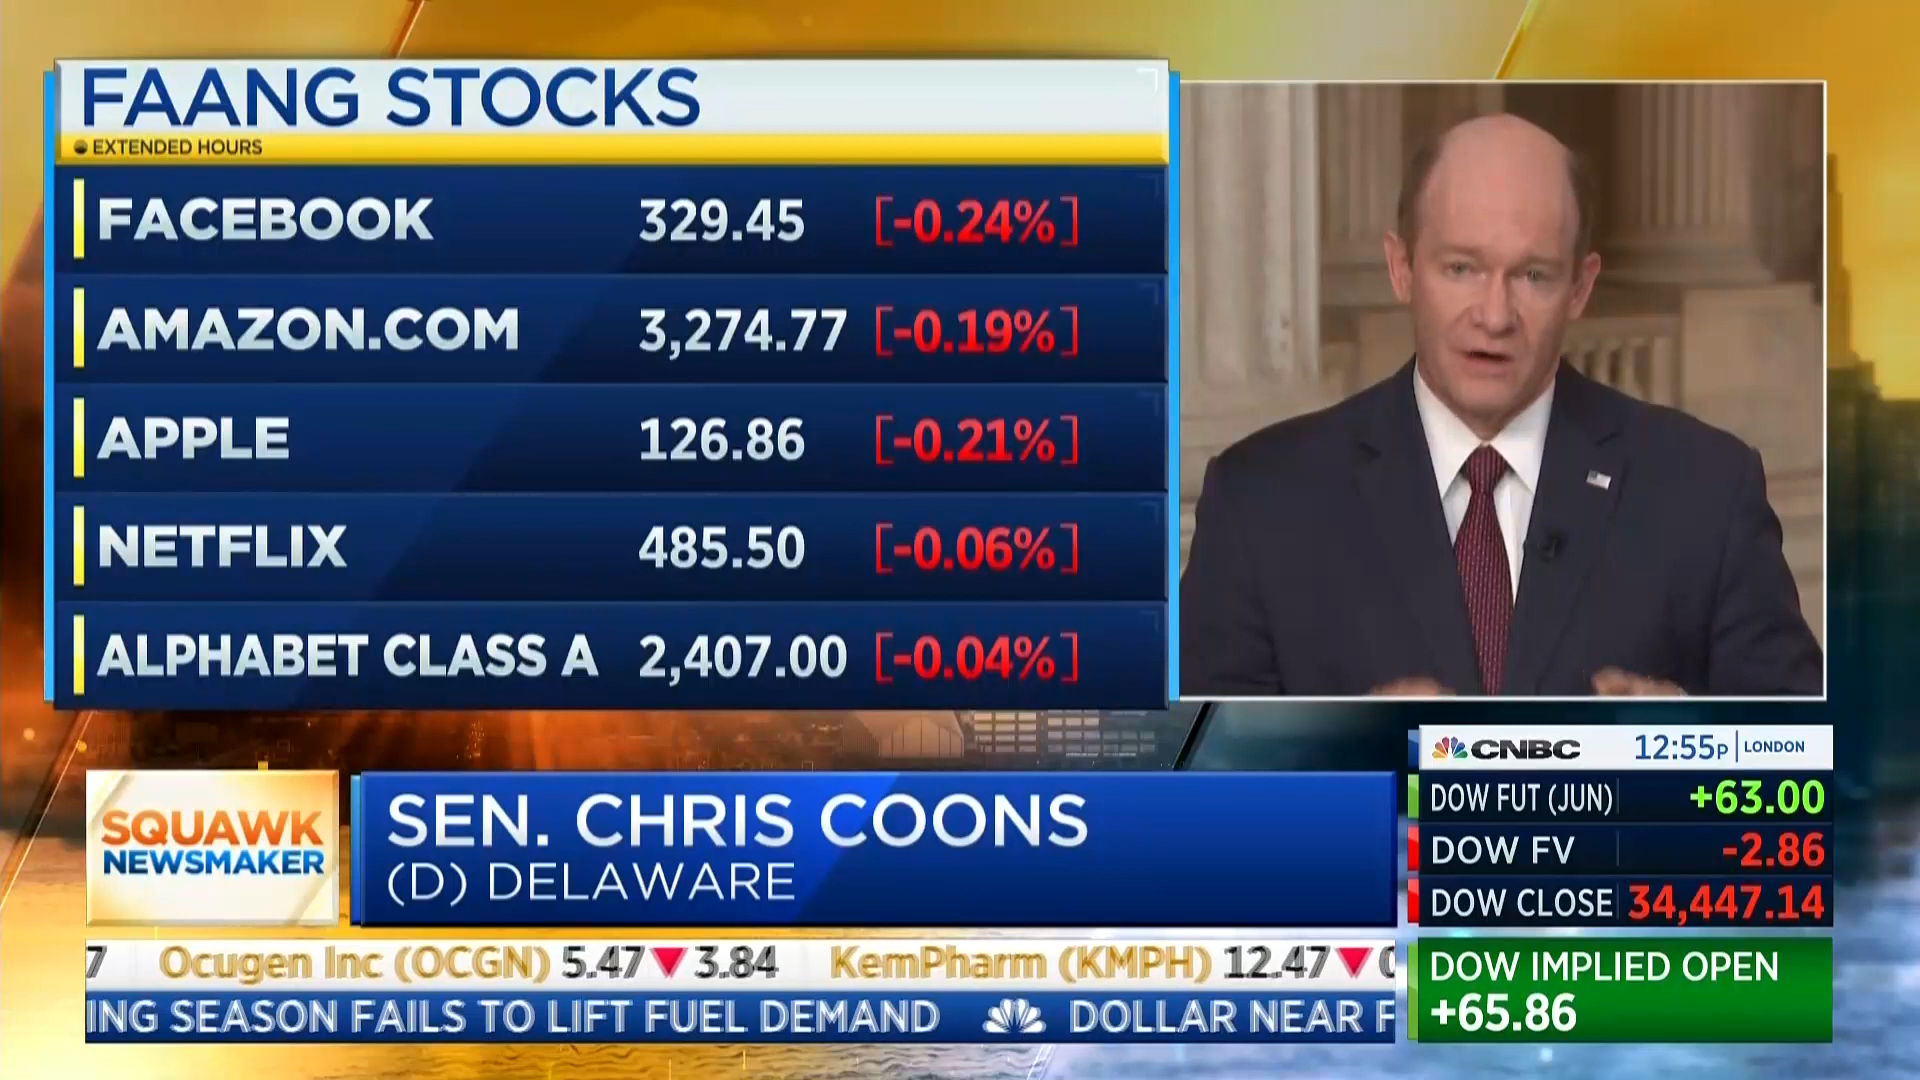 FAANG STOCKS
EXTENDED HOURS
FACEBOOK 329.45 [-0.24%]
AMAZON.COM 3,274.77 [-0.19%]
APPLE 126.86 [-0.21%]
NETFLIX 485.50 [-0.06%]
ALPHABET CLASS A 2,407.00 [-0.04%]
SQUAWK
NEWSMAKER
SEN. CHRIS COONS
(D) DELAWARE
CNBC 12:55P LONDON
DOW FUT (JUN) +63.00
DOW FV -2.86
DOW CLOSE 34,447.14
DOW IMPLIED OPEN
+65.86
7 Ocugen Inc (OCGN) 5.47▼3.84 KemPharm (KMPH) 12.47▼
ING SEASON FAILS TO LIFT FUEL DEMAND DOLLAR NEAR F